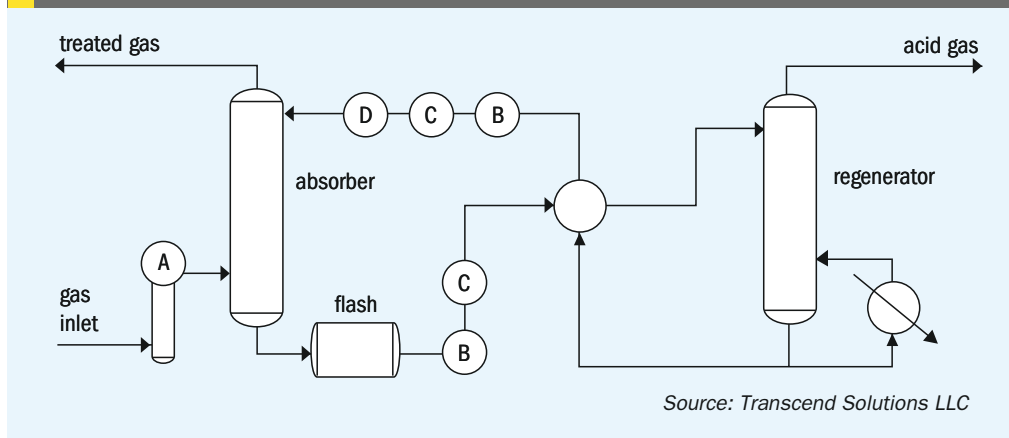 treated gas
acid gas
D
C
B
absorber
regenerator
A
gas
inlet
C
flash
B
Source: Transcend Solutions LLC